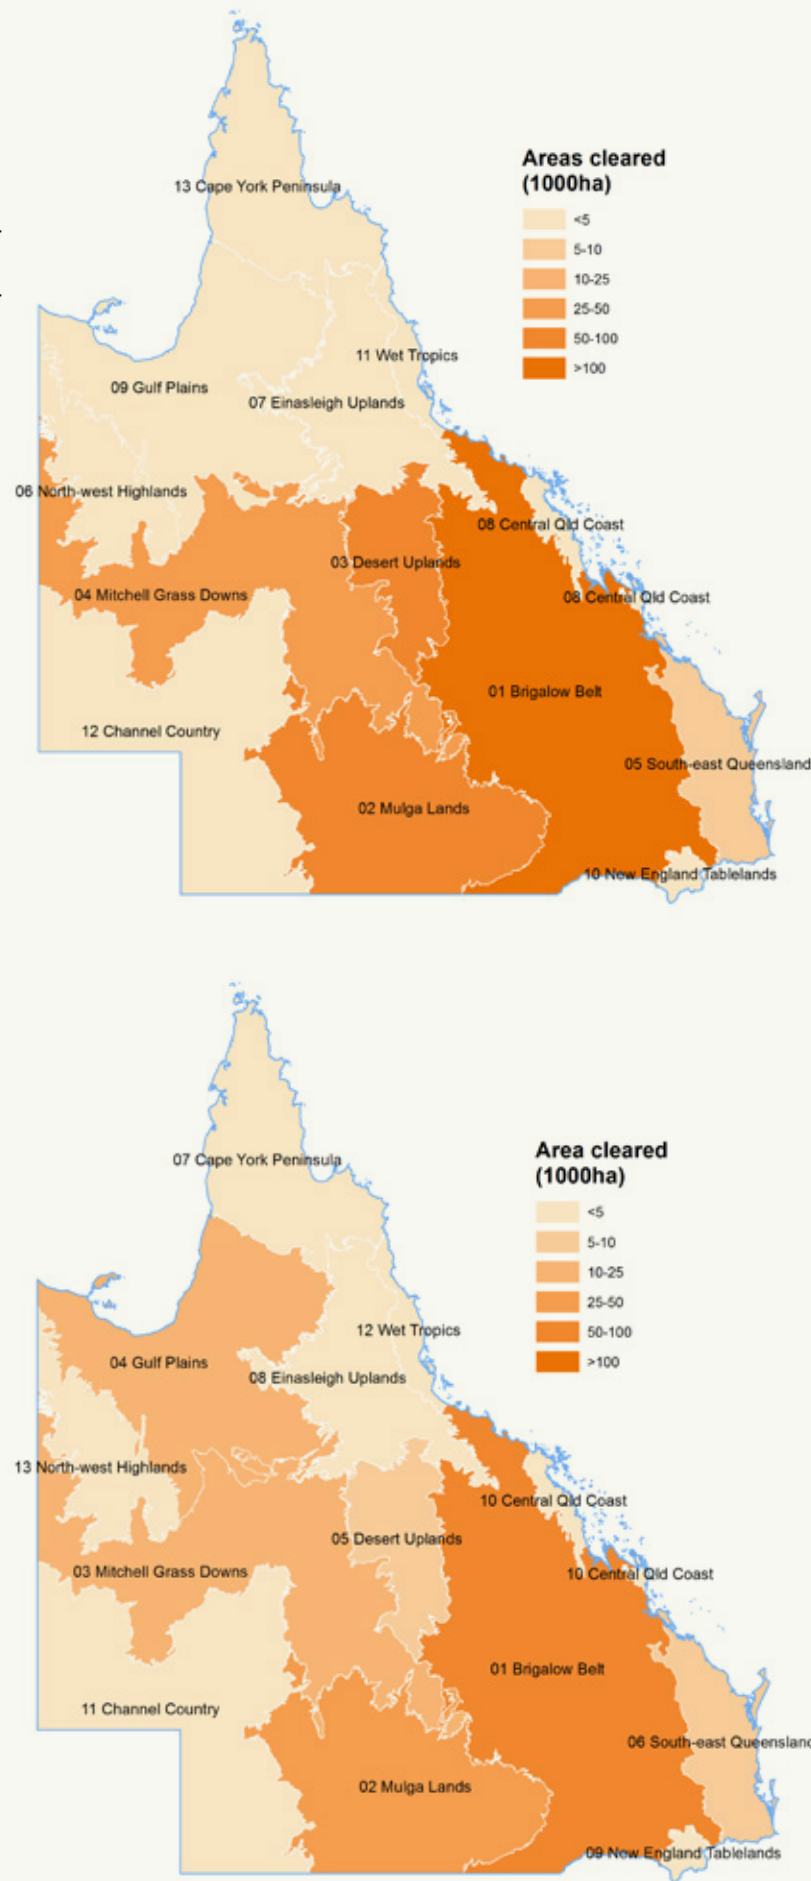 Areas cleared
(1000ha)
<5
5-10
10-25
25-50
50-100
>100
13 Cape York Peninsula
11 Wet Tropics
09 Gulf Plains
07 Einasleigh Uplands
06 North-west Highlands
08 Central Qld Coast
03 Desert Uplands
04 Mitchell Grass Downs
08 Central Qld Coast
01 Brigalow Belt
12 Channel Country
05 South-east Queensland
02 Mulga Lands
10 New England Tablelands
Area cleared
(1000ha)
<5
5-10
10-25
25-50
50-100
>100
07 Cape York Peninsula
12 Wet Tropics
04 Gulf Plains
08 Einasleigh Uplands
13 North-west Highlands
10 Central Qld Coast
05 Desert Uplands
03 Mitchell Grass Downs
10 Central Qld Coast
01 Brigalow Belt
11 Channel Country
06 South-east Queensland
02 Mulga Lands
09 New England Tablelands